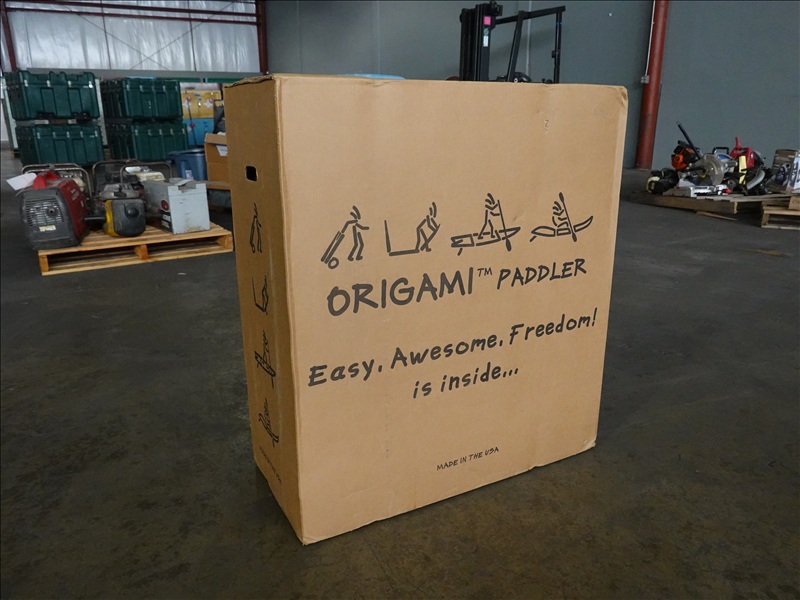 ORIGAMI™ PADDLER
Easy, Awesome, Freedom!
is inside...
MADE IN THE USA